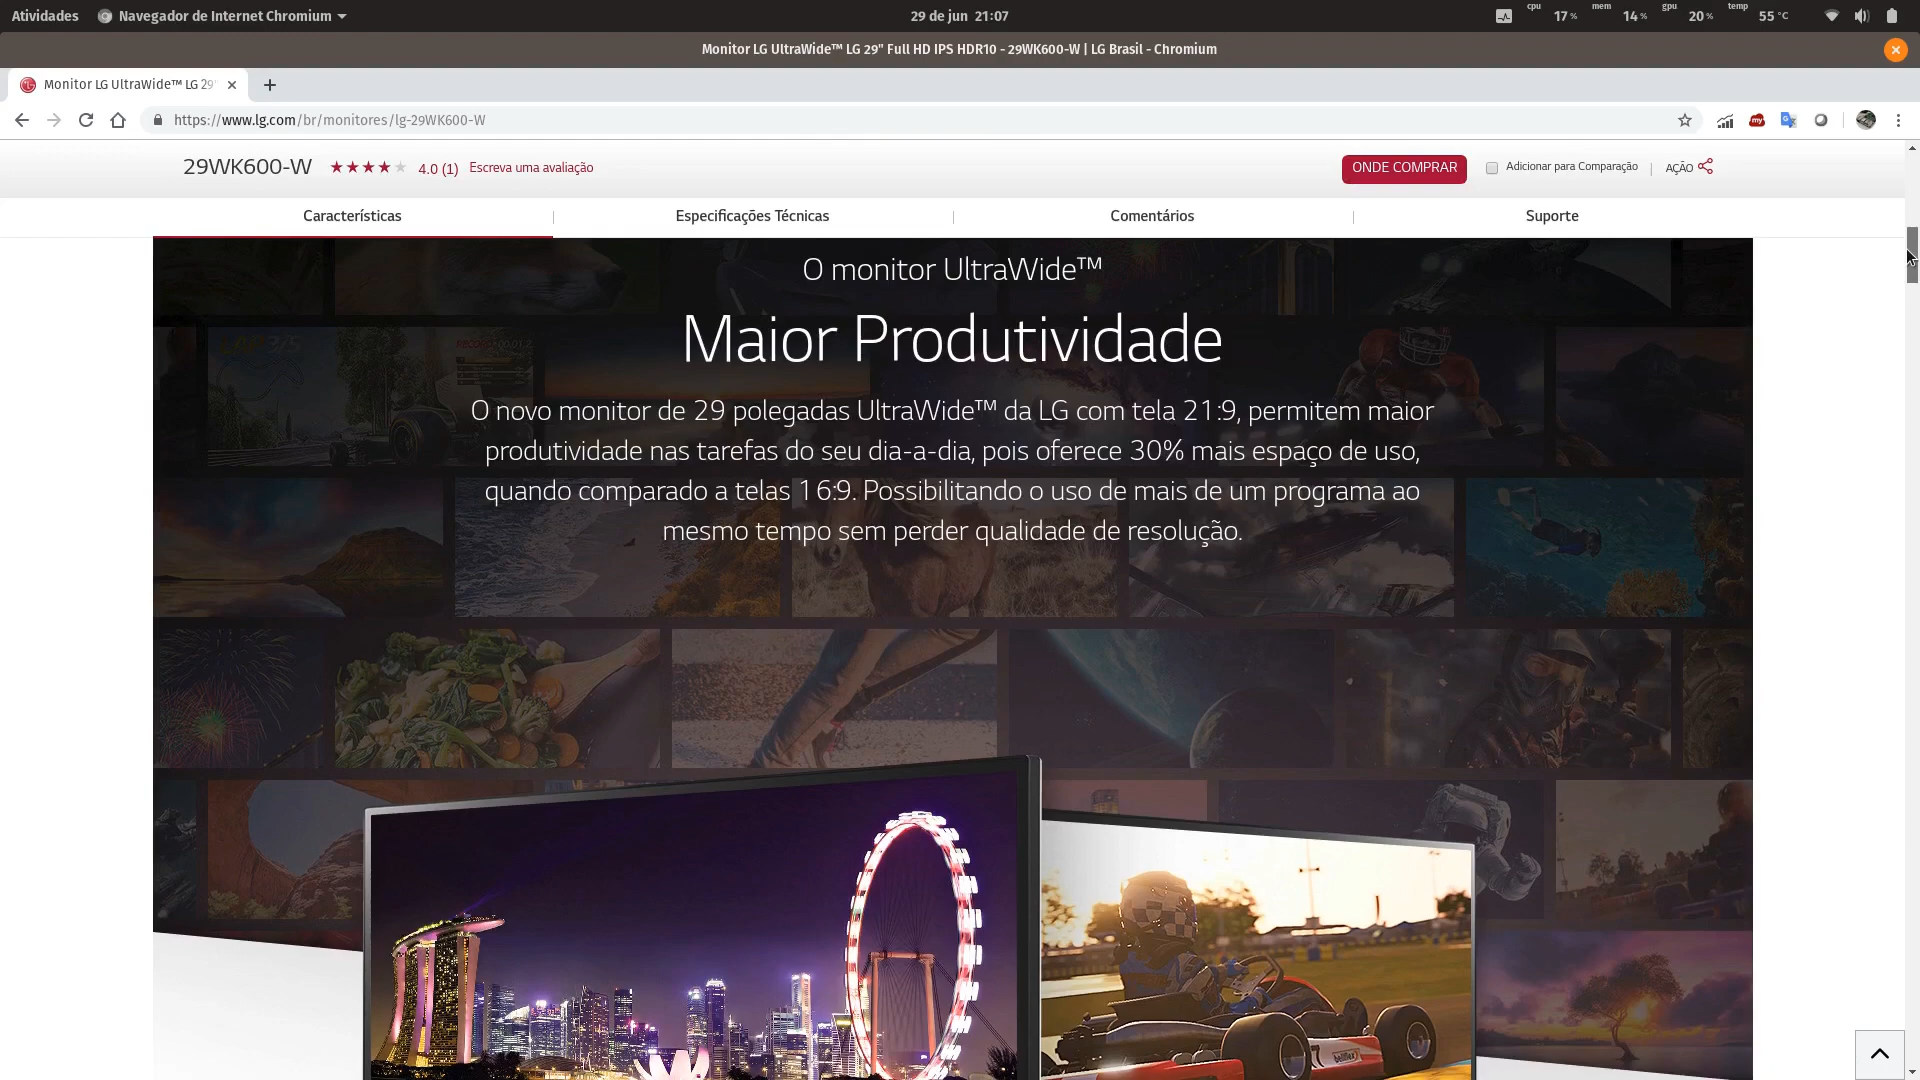 Atividades Navegador de Internet Chromium 29 de jun 21:07 cpu 17 % mem 14 % gpu 20 % temp 55 °C
Monitor LG UltraWide™ LG 29" Full HD IPS HDR10 - 29WK600-W | LG Brasil - Chromium
Monitor LG UltraWide™ LG 29"
https://www.lg.com/br/monitores/lg-29WK600-W
29WK600-W 4.0 (1) Escreva uma avaliação ONDE COMPRAR Adicionar para Comparação | AÇÃO
Características Especificações Técnicas Comentários Suporte
O monitor UltraWide™
Maior Produtividade
O novo monitor de 29 polegadas UltraWide™ da LG com tela 21:9, permitem maior
produtividade nas tarefas do seu dia-a-dia, pois oferece 30% mais espaço de uso,
quando comparado a telas 16:9. Possibilitando o uso de mais de um programa ao
mesmo tempo sem perder qualidade de resolução.